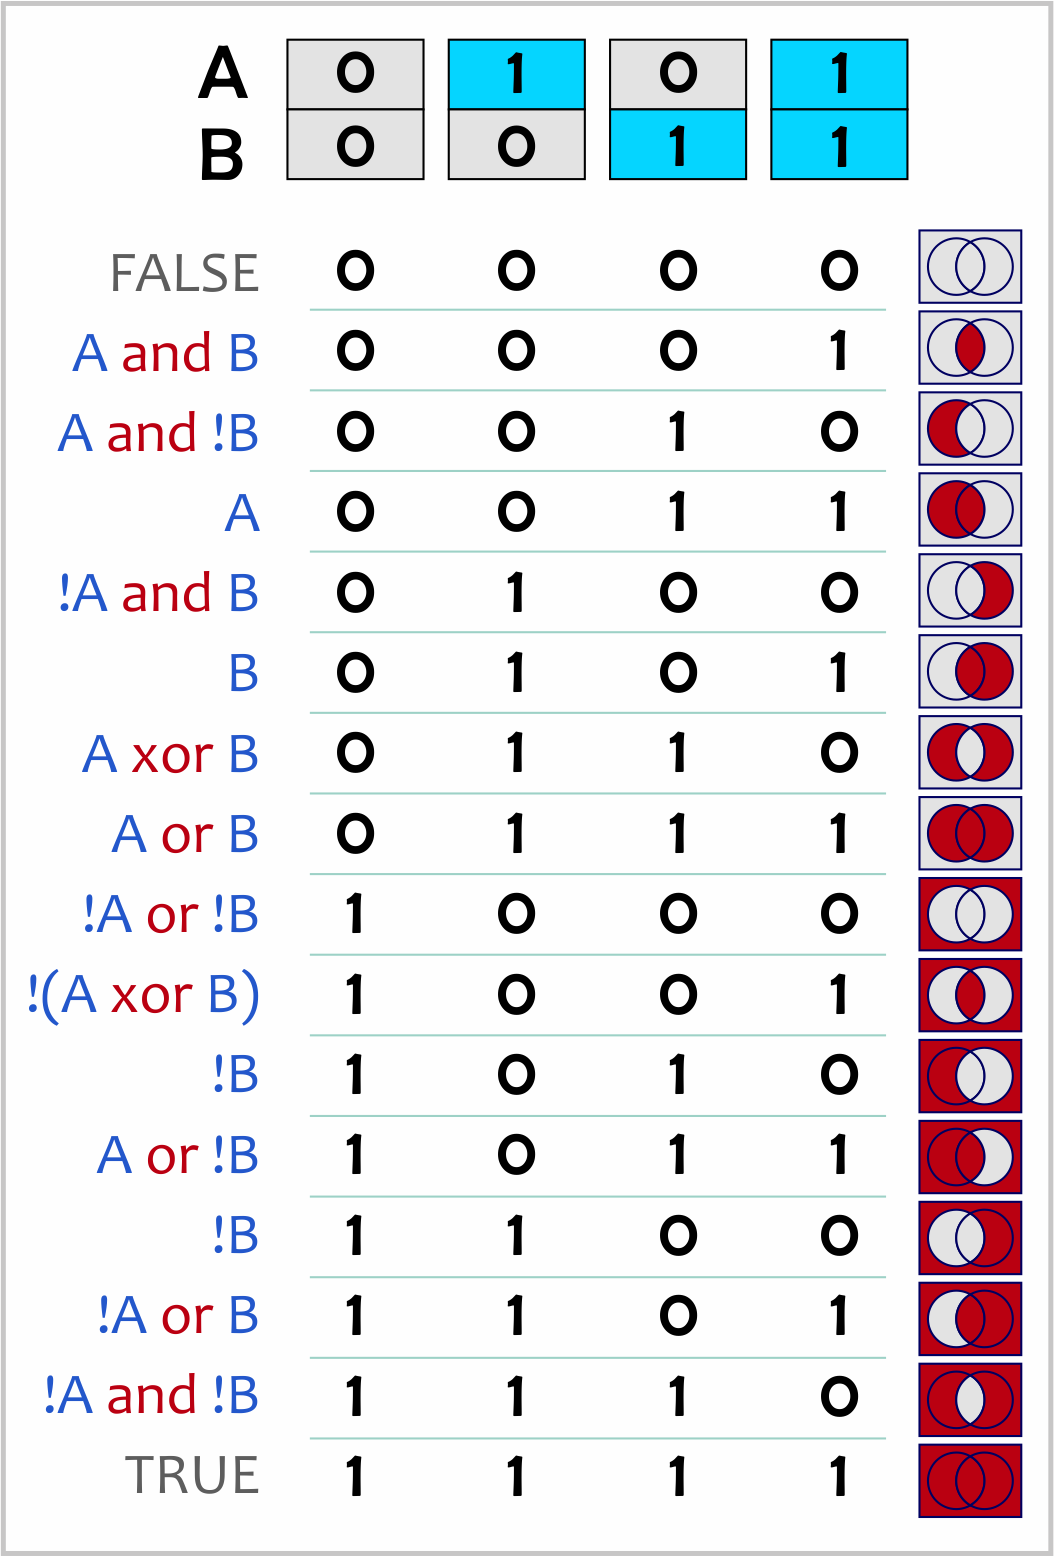 A 0 1 0 1
B 0 0 1 1
FALSE 0 0 0 0
A and B 0 0 0 1
A and !B 0 0 1 0
A 0 0 1 1
!A and B 0 1 0 0
B 0 1 0 1
A xor B 0 1 1 0
A or B 0 1 1 1
!A or !B 1 0 0 0
!(A xor B) 1 0 0 1
!B 1 0 1 0
A or !B 1 0 1 1
!B 1 1 0 0
!A or B 1 1 0 1
!A and !B 1 1 1 0
TRUE 1 1 1 1